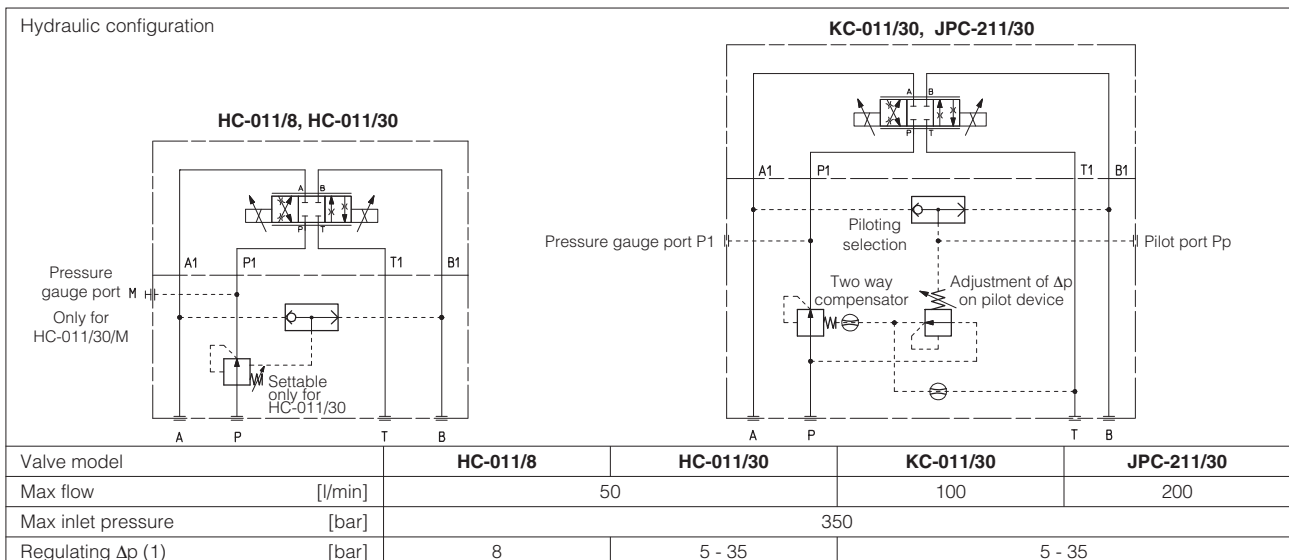 Hydraulic configuration
KC-011/30, JPC-211/30
HC-011/8, HC-011/30
A B
P T
A1 P1 T1 B1
Pressure
gauge port M
Only for
HC-011/30/M
Settable
only for
HC-011/30
A P T B
A B
P T
A1 P1 T1 B1
Piloting
selection
Pressure gauge port P1
Pilot port Pp
Two way
compensator
Adjustment of Δp
on pilot device
A P T B
Valve model HC-011/8 HC-011/30 KC-011/30 JPC-211/30
Max flow [l/min] 50 100 200
Max inlet pressure [bar] 350
Regulating Δp (1) [bar] 8 5 - 35 5 - 35